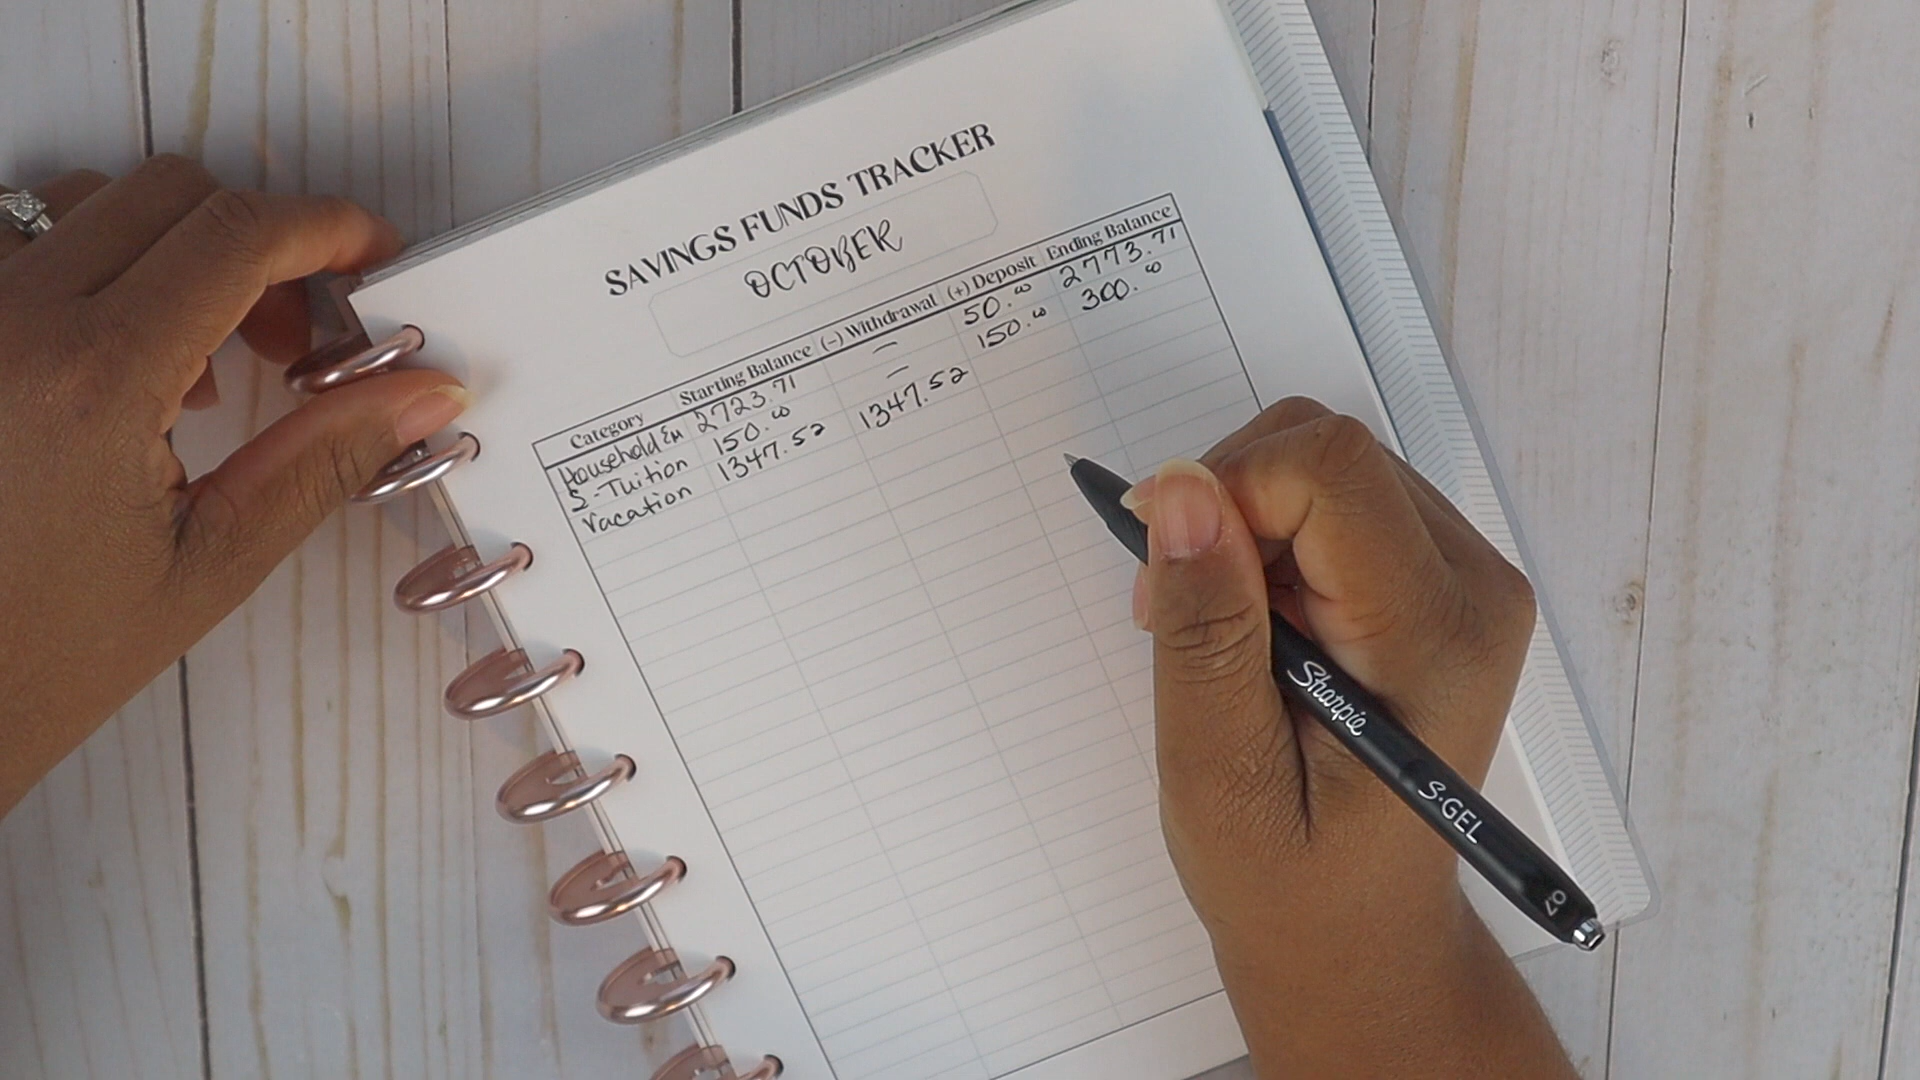 SAVINGS FUNDS TRACKER
OCTOBER
Category Starting Balance (-) Withdrawal (+) Deposit Ending Balance
Household Em 2723.71 — 50.00 2773.71
S-Tuition 150.00 — 150.00 300.00
Vacation 1347.52 1347.52
Sharpie S·GEL 0.7